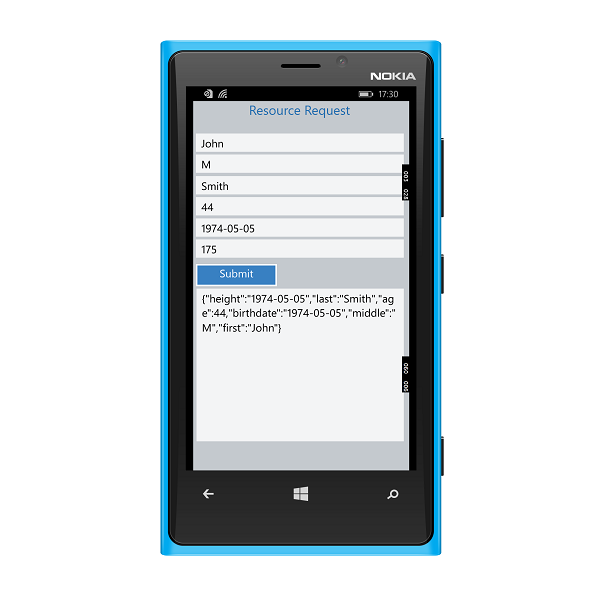 NOKIA
17:30
Resource Request
John
M
Smith
44
1974-05-05
175
Submit
{"height":"1974-05-05","last":"Smith","ag
e":44,"birthdate":"1974-05-05","middle":"
M","first":"John"}